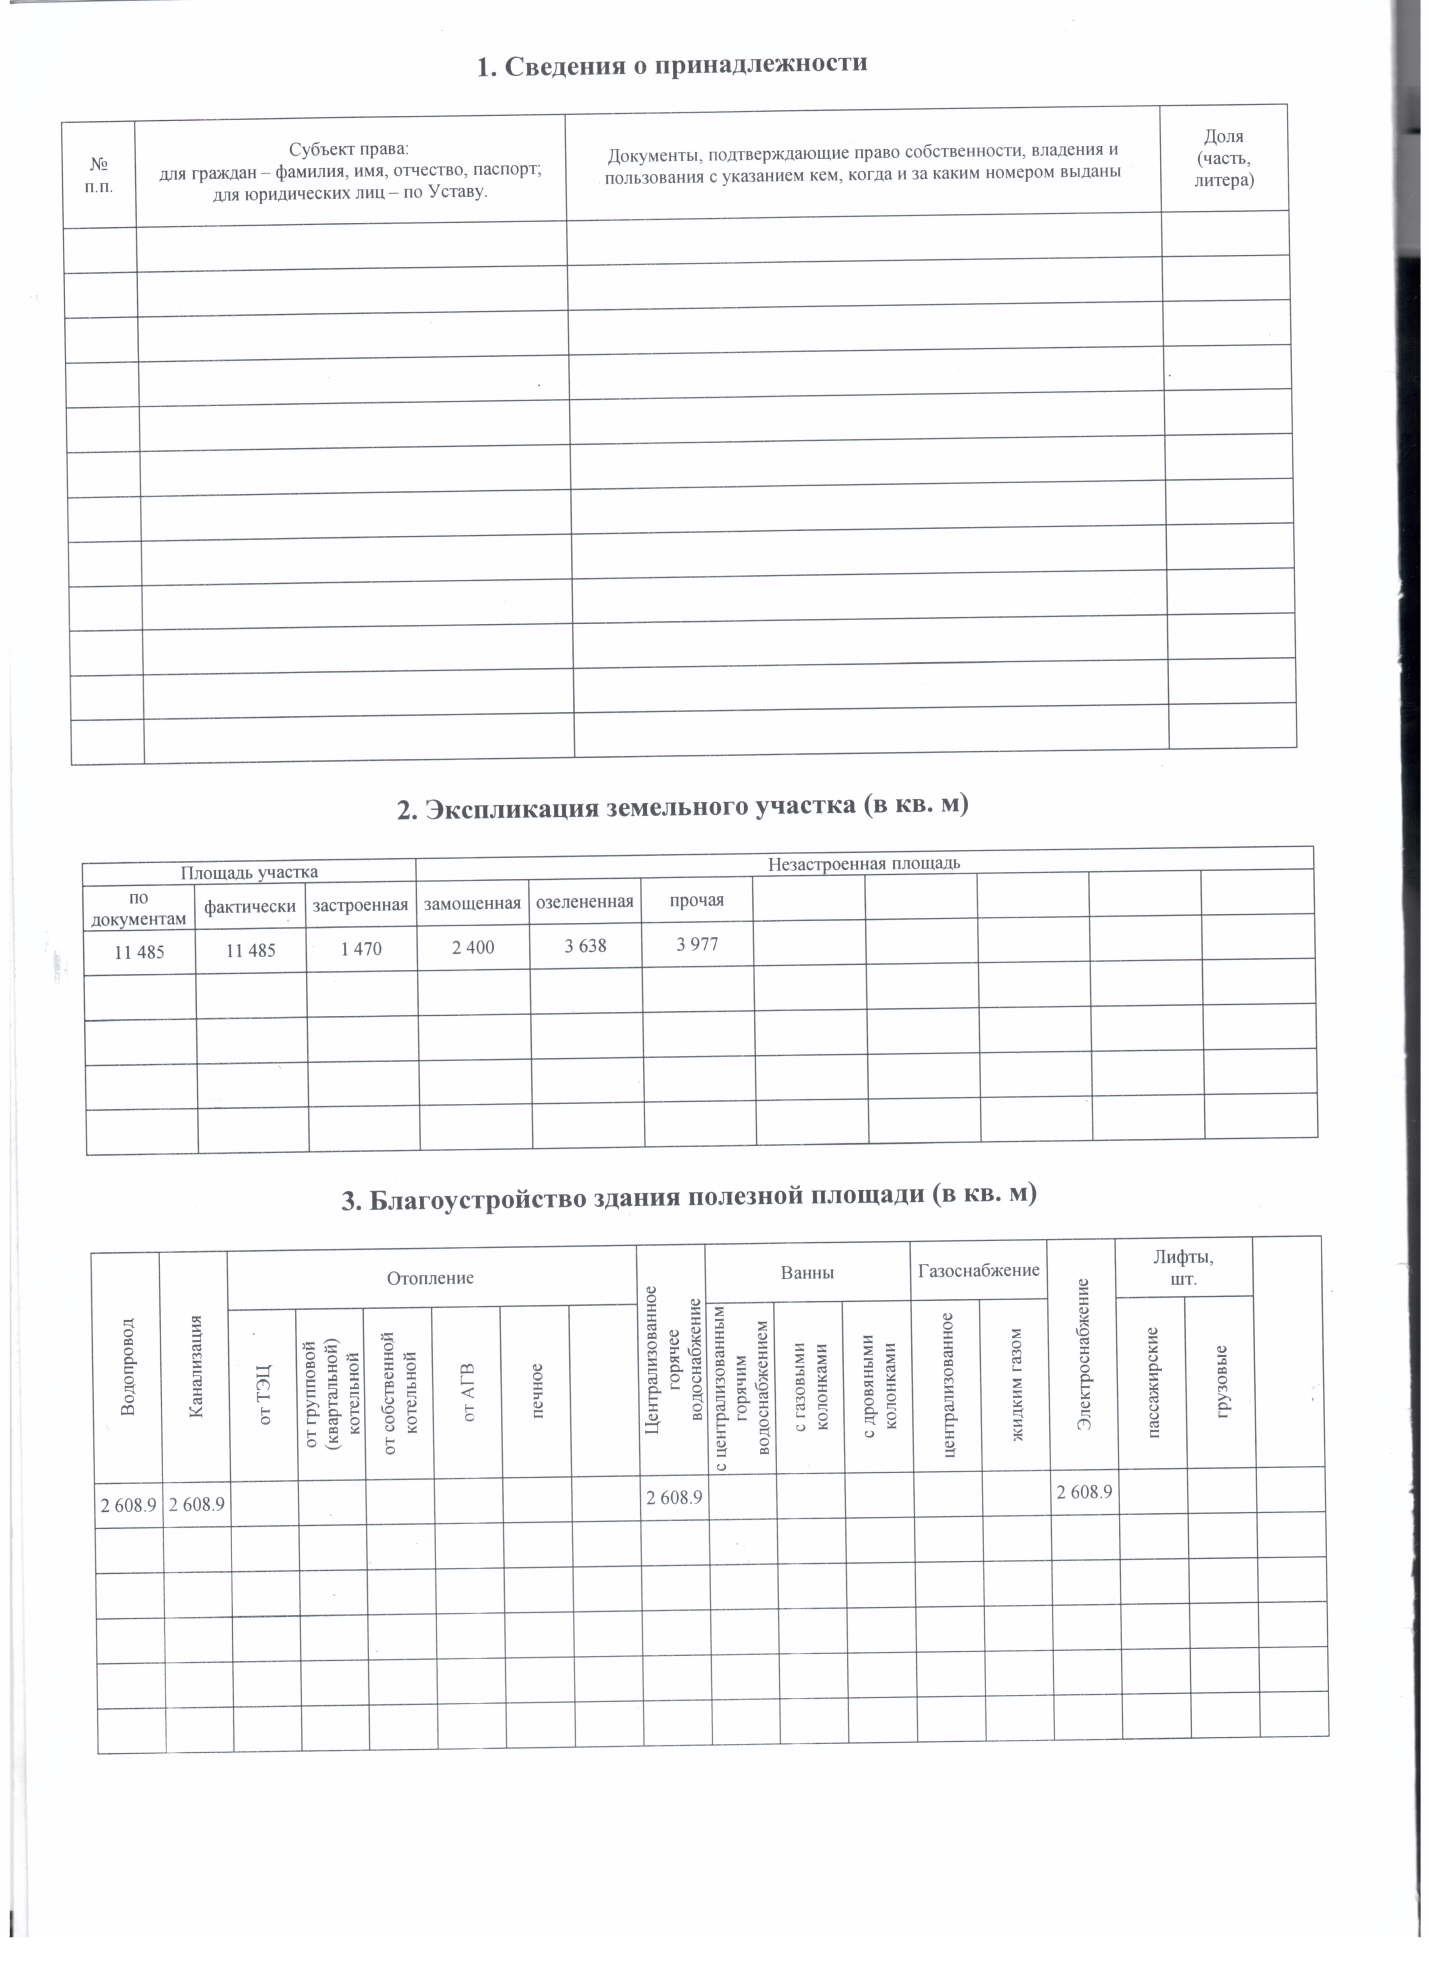 1. Сведения о принадлежности
№
п.п.
Субъект права:
для граждан – фамилия, имя, отчество, паспорт;
для юридических лиц – по Уставу.
Документы, подтверждающие право собственности, владения и
пользования с указанием кем, когда и за каким номером выданы
Доля
(часть,
литера)
2. Экспликация земельного участка (в кв. м)
Площадь участка
Незастроенная площадь
по
документам
фактически
застроенная
замощенная
озелененная
прочая
11 485
11 485
1 470
2 400
3 638
3 977
3. Благоустройство здания полезной площади (в кв. м)
Водопровод
Канализация
Отопление
от ТЭЦ
от групповой
(квартальной)
котельной
от собственной
котельной
от АГВ
печное
Централизованное
горячее
водоснабжение
Ванны
с централизованным
горячим
водоснабжением
с газовыми
колонками
с дровяными
колонками
Газоснабжение
централизованное
жидким газом
Электроснабжение
Лифты,
шт.
пассажирские
грузовые
2 608.9
2 608.9
2 608.9
2 608.9